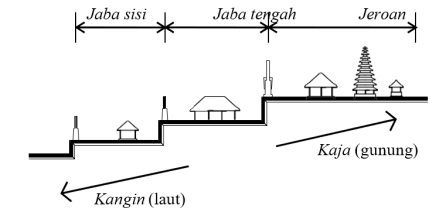 Jaba sisi Jaba tengah Jeroan
Kaja (gunung)
Kangin (laut)